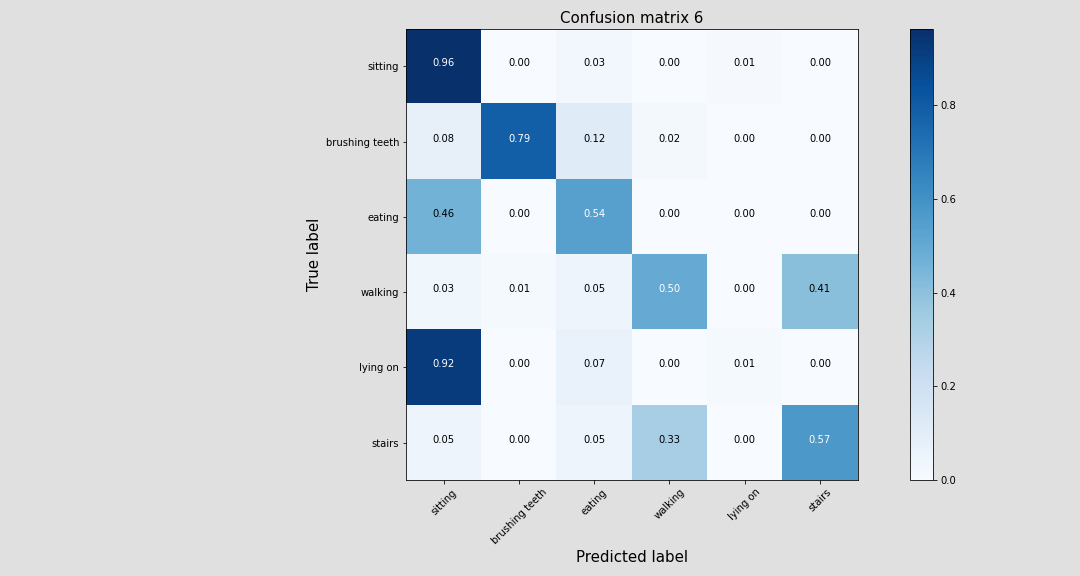 Confusion matrix 6
sitting 0.96 0.00 0.03 0.00 0.01 0.00
brushing teeth 0.08 0.79 0.12 0.02 0.00 0.00
eating 0.46 0.00 0.54 0.00 0.00 0.00
walking 0.03 0.01 0.05 0.50 0.00 0.41
lying on 0.92 0.00 0.07 0.00 0.01 0.00
stairs 0.05 0.00 0.05 0.33 0.00 0.57
True label
sitting brushing teeth eating walking lying on stairs
Predicted label
0.8
0.6
0.4
0.2
0.0